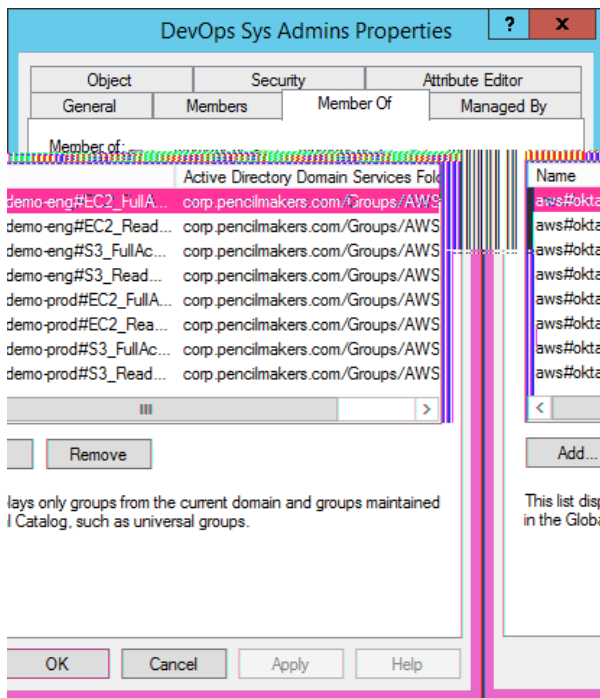 DevOps Sys Admins Properties ? x
Object Security Attribute Editor
General Members Member Of Managed By
Member of:
Active Directory Domain Services Fold Name
demo-eng#EC2_FullA... corp.pencilmakers.com/Groups/AWS aws#okta
demo-eng#EC2_Read... corp.pencilmakers.com/Groups/AWS aws#okta
demo-eng#S3_FullAc... corp.pencilmakers.com/Groups/AWS aws#okta
demo-eng#S3_Read... corp.pencilmakers.com/Groups/AWS aws#okta
demo-prod#EC2_FullA... corp.pencilmakers.com/Groups/AWS aws#okta
demo-prod#EC2_Rea... corp.pencilmakers.com/Groups/AWS aws#okta
demo-prod#S3_FullAc... corp.pencilmakers.com/Groups/AWS aws#okta
demo-prod#S3_Read... corp.pencilmakers.com/Groups/AWS aws#okta
Remove Add...
lays only groups from the current domain and groups maintained This list disp
l Catalog, such as universal groups. in the Globa
OK Cancel Apply Help